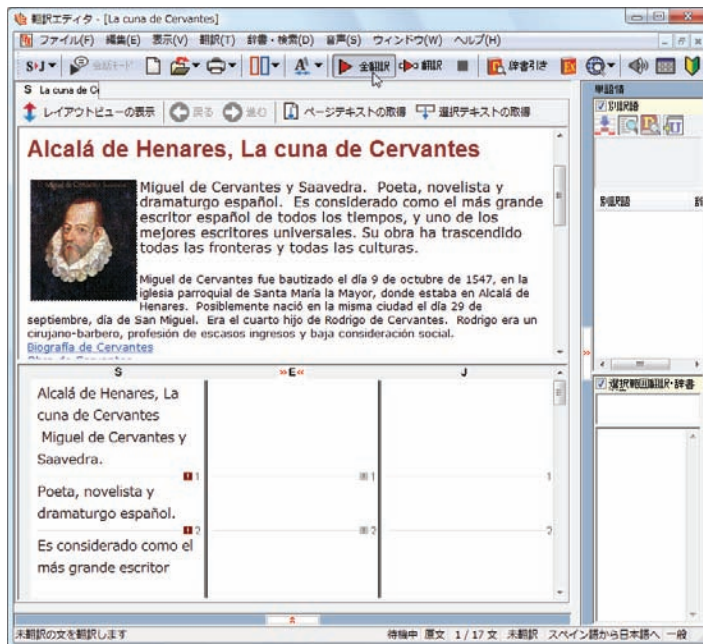 翻訳エディタ - [La cuna de Cervantes]
ファイル(F) 編集(E) 表示(V) 翻訳(T) 辞書・検索(D) 音声(S) ウィンドウ(W) ヘルプ(H)
S▸J 会話モード 全翻訳 翻訳 辞書引き
S La cuna de C
レイアウトビューの表示 戻る 進む ページテキストの取得 選択テキストの取得
Alcalá de Henares, La cuna de Cervantes
Miguel de Cervantes y Saavedra. Poeta, novelista y
dramaturgo español. Es considerado como el más grande
escritor español de todos los tiempos, y uno de los
mejores escritores universales. Su obra ha trascendido
todas las fronteras y todas las culturas.
Miguel de Cervantes fue bautizado el día 9 de octubre de 1547, en la
iglesia parroquial de Santa María la Mayor, donde estaba en Alcalá de
Henares. Posiblemente nació en la misma ciudad el día 29 de
septiembre, día de San Miguel. Era el cuarto hijo de Rodrigo de Cervantes. Rodrigo era un
cirujano-barbero, profesión de escasos ingresos y baja consideración social.
Biografía de Cervantes
S »E« J
Alcalá de Henares, La
cuna de Cervantes
Miguel de Cervantes y
Saavedra.
1 1 1
Poeta, novelista y
dramaturgo español.
2 2 2
Es considerado como el
más grande escritor
単語情
別訳語
別訳語
選択範囲翻訳・辞書
未翻訳の文を翻訳します 待機中 原文 1 / 17 文 未翻訳 スペイン語から日本語へ 一般